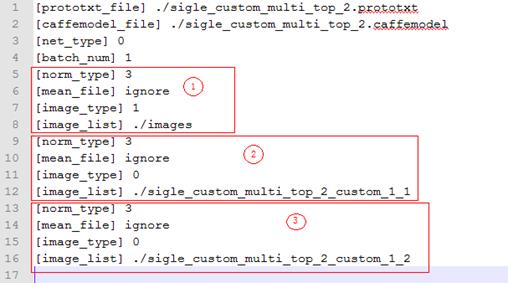 1 [prototxt_file] ./sigle_custom_multi_top_2.prototxt
2 [caffemodel_file] ./sigle_custom_multi_top_2.caffemodel
3 [net_type] 0
4 [batch_num] 1
5 [norm_type] 3
6 [mean_file] ignore ①
7 [image_type] 1
8 [image_list] ./images
9 [norm_type] 3
10 [mean_file] ignore ②
11 [image_type] 0
12 [image_list] ./sigle_custom_multi_top_2_custom_1_1
13 [norm_type] 3
14 [mean_file] ignore ③
15 [image_type] 0
16 [image_list] ./sigle_custom_multi_top_2_custom_1_2
17